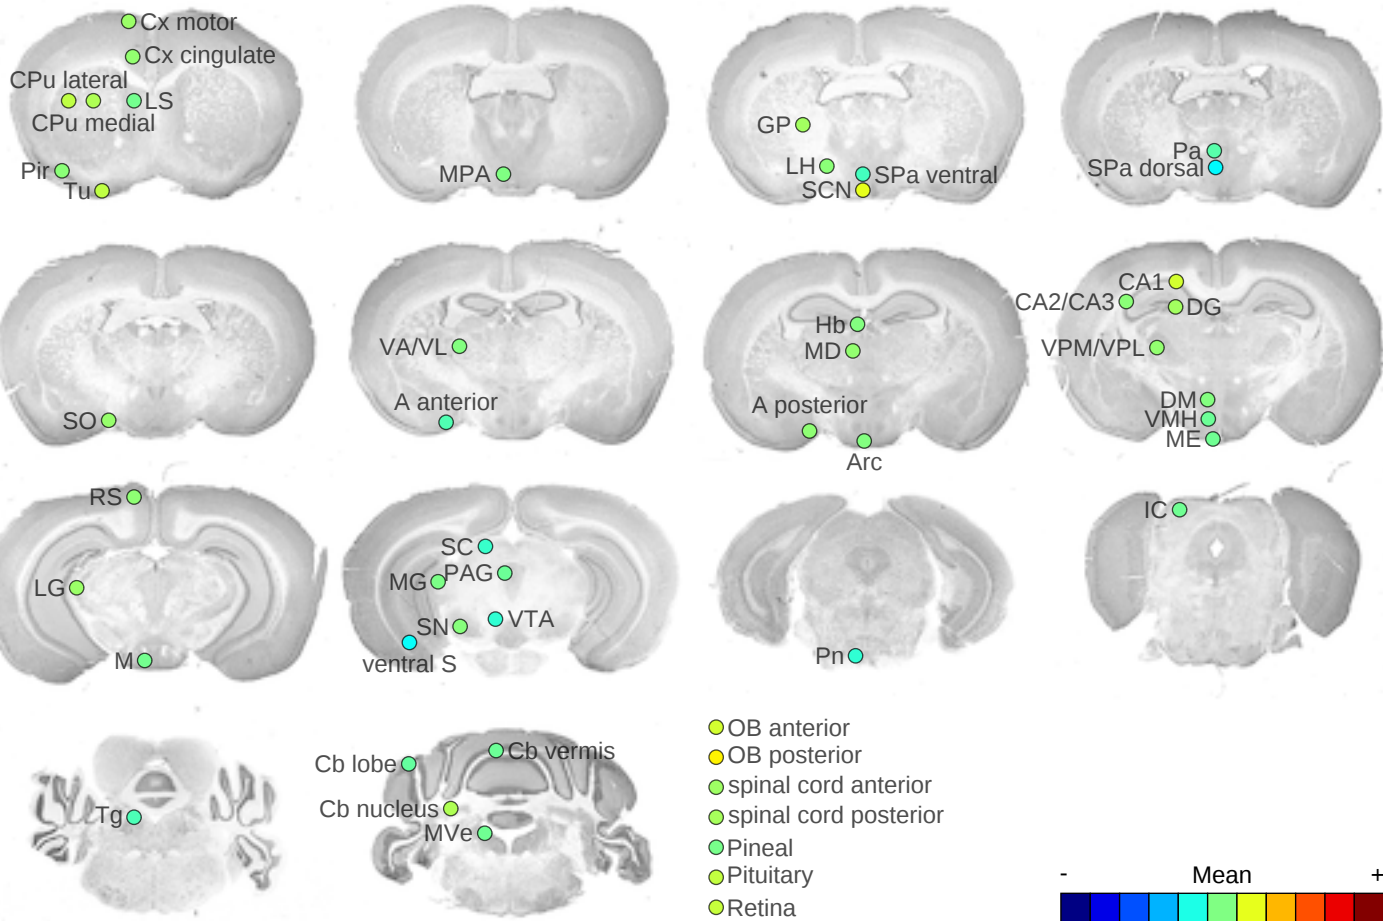 Cx motor
Cx cingulate
CPu lateral
LS
CPu medial
Pir
Tu
MPA
GP
LH
SPa ventral
SCN
Pa
SPa dorsal
SO
VA/VL
A anterior
Hb
MD
A posterior
Arc
CA1
CA2/CA3
DG
VPM/VPL
DM
VMH
ME
RS
LG
M
SC
MG
PAG
SN
VTA
ventral S
Pn
IC
Tg
Cb lobe
Cb vermis
Cb nucleus
MVe
OB anterior
OB posterior
spinal cord anterior
spinal cord posterior
Pineal
Pituitary
Retina
- Mean +